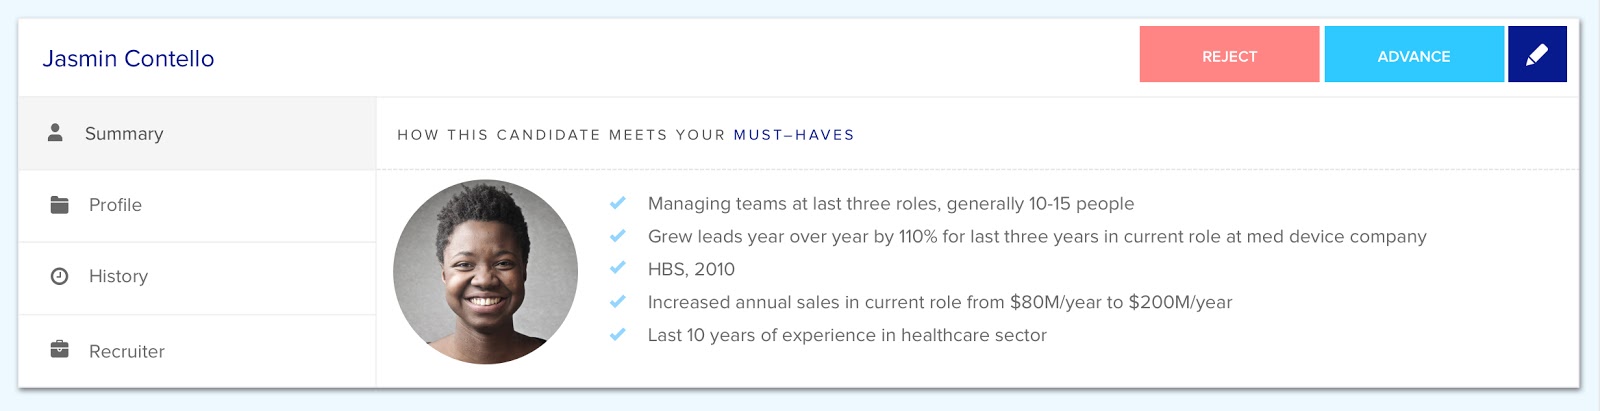 Jasmin Contello
REJECT
ADVANCE
Summary
Profile
History
Recruiter
HOW THIS CANDIDATE MEETS YOUR MUST–HAVES
Managing teams at last three roles, generally 10-15 people
Grew leads year over year by 110% for last three years in current role at med device company
HBS, 2010
Increased annual sales in current role from $80M/year to $200M/year
Last 10 years of experience in healthcare sector